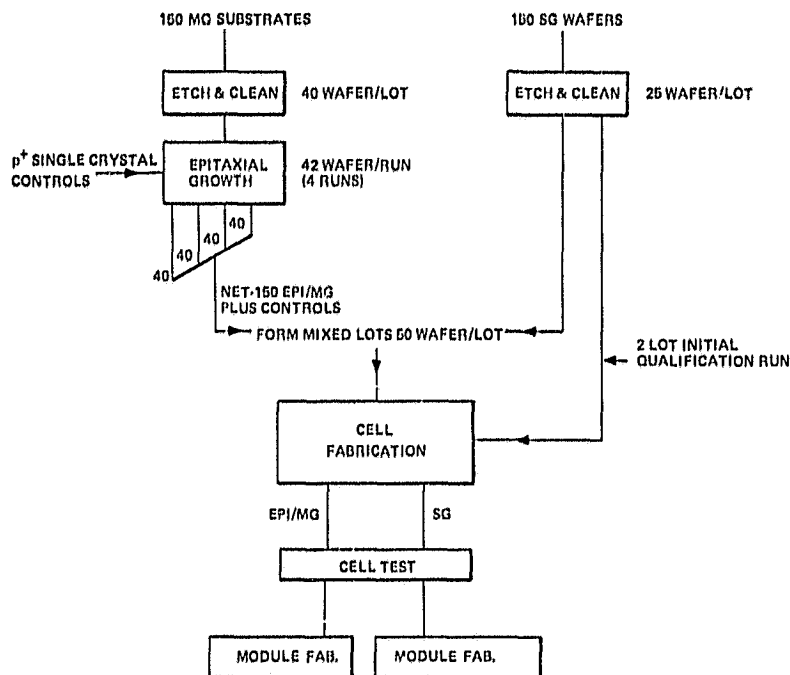 160 MG SUBSTRATES
180 SG WAFERS
ETCH & CLEAN
40 WAFER/LOT
ETCH & CLEAN
25 WAFER/LOT
p+ SINGLE CRYSTAL
CONTROLS
EPITAXIAL
GROWTH
42 WAFER/RUN
(4 RUNS)
40
40
40
40
NET-150 EPI/MG
PLUS CONTROLS
FORM MIXED LOTS 50 WAFER/LOT
2 LOT INITIAL
QUALIFICATION RUN
CELL
FABRICATION
EPI/MG
SG
CELL TEST
MODULE FAB.
MODULE FAB.